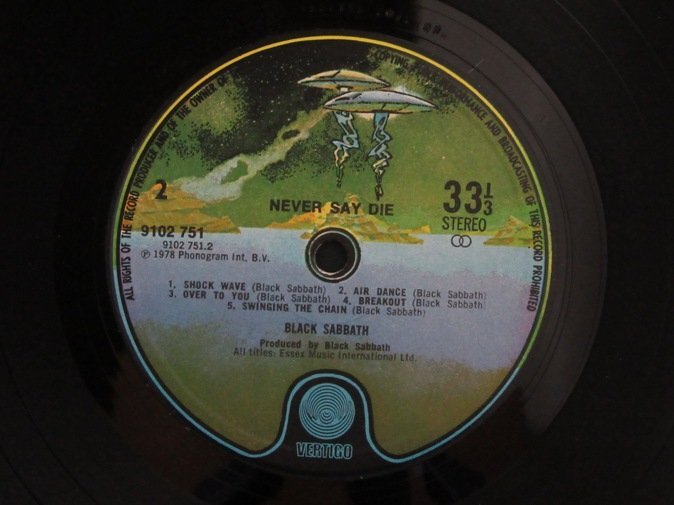 ALL RIGHTS OF THE RECORD PRODUCER AND OF THE OWNER OF
COPYING
PERFORMANCE AND BROADCASTING OF THIS RECORD PROHIBITED
2
NEVER SAY DIE
33 1/3
STEREO
9102 751
9102 751.2
℗ 1978 Phonogram Int. B.V.
1. SHOCK WAVE (Black Sabbath) 2. AIR DANCE (Black Sabbath)
3. OVER TO YOU (Black Sabbath) 4. BREAKOUT (Black Sabbath)
5. SWINGING THE CHAIN (Black Sabbath)
BLACK SABBATH
Produced by Black Sabbath
All titles: Essex Music International Ltd.
VERTIGO